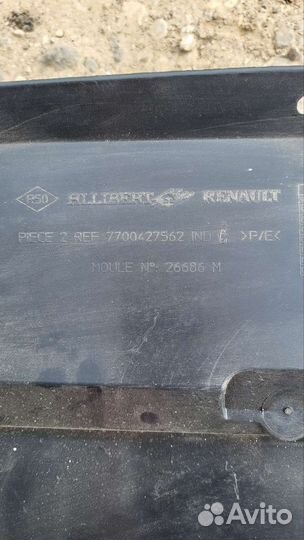 R50 ALLIBERT RENAULT
PIECE 2 REF 7700427562 IND C >P/E<
MOULE Nº: 26686 M
Avito